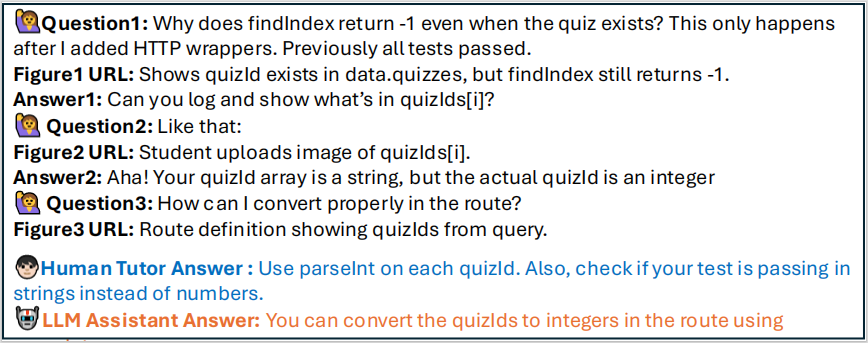 Question1: Why does findIndex return -1 even when the quiz exists? This only happens
after I added HTTP wrappers. Previously all tests passed.
Figure1 URL: Shows quizId exists in data.quizzes, but findIndex still returns -1.
Answer1: Can you log and show what's in quizIds[i]?
Question2: Like that:
Figure2 URL: Student uploads image of quizIds[i].
Answer2: Aha! Your quizId array is a string, but the actual quizId is an integer
Question3: How can I convert properly in the route?
Figure3 URL: Route definition showing quizIds from query.
Human Tutor Answer : Use parseInt on each quizId. Also, check if your test is passing in
strings instead of numbers.
LLM Assistant Answer: You can convert the quizIds to integers in the route using